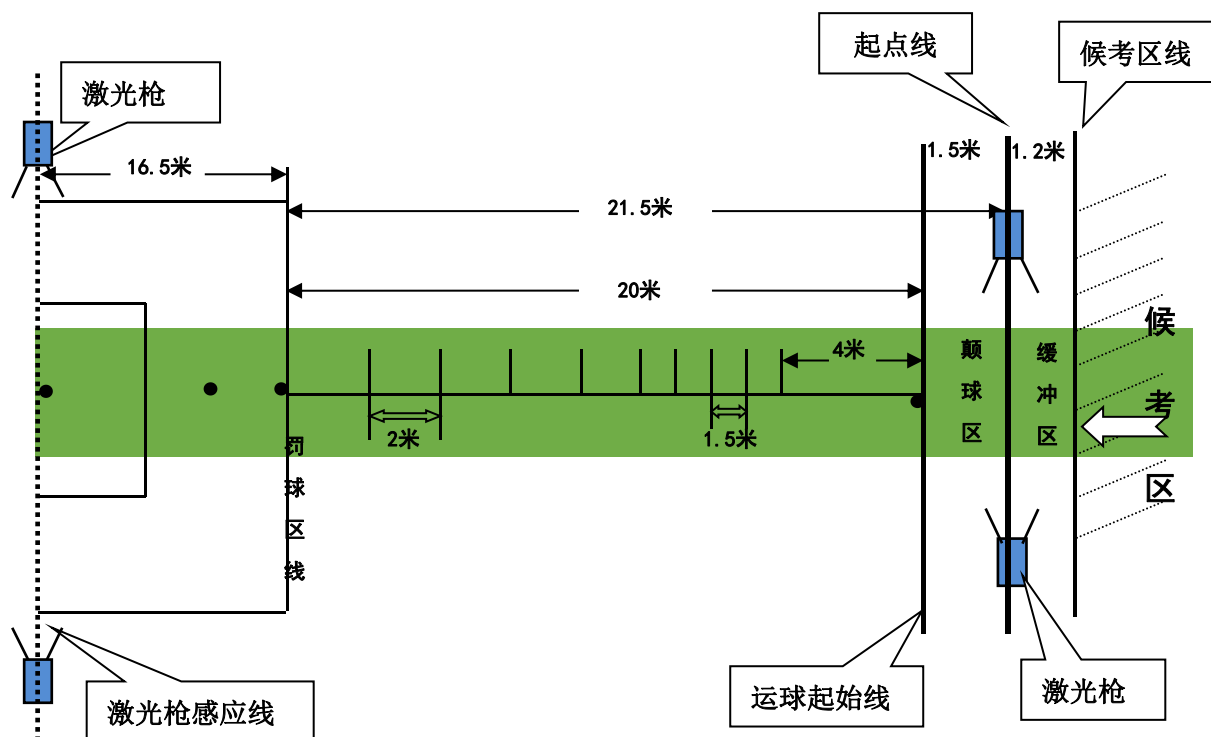 起点线
候考区线
激光枪
1.5米
1.2米
16.5米
21.5米
20米
候考区
4米
颠球区
缓冲区
2米
1.5米
罚球区线
激光枪感应线
运球起始线
激光枪